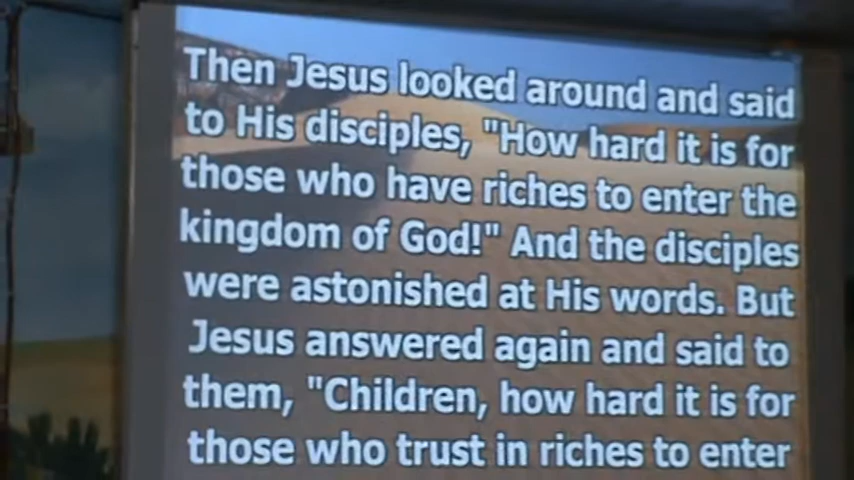 Then Jesus looked around and said
to His disciples, "How hard it is for
those who have riches to enter the
kingdom of God!" And the disciples
were astonished at His words. But
Jesus answered again and said to
them, "Children, how hard it is for
those who trust in riches to enter